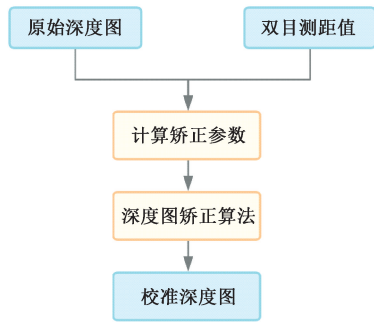 原始深度图
双目测距值
计算矫正参数
深度图矫正算法
校准深度图